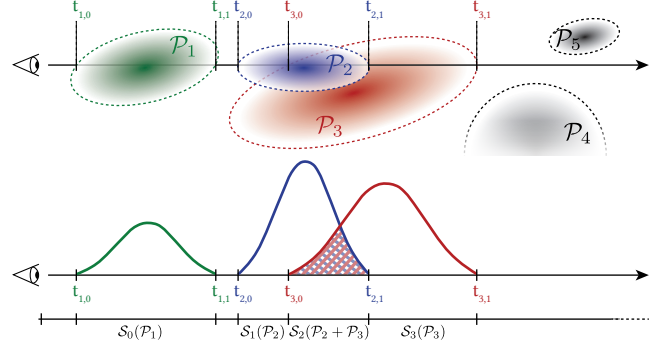 t1,0 t1,1 t2,0 t3,0 t2,1 t3,1
𝒫1 𝒫2 𝒫5
𝒫3 𝒫4
t1,0 t1,1 t2,0 t3,0 t2,1 t3,1
𝒮0(𝒫1) 𝒮1(𝒫2) 𝒮2(𝒫2 + 𝒫3) 𝒮3(𝒫3)